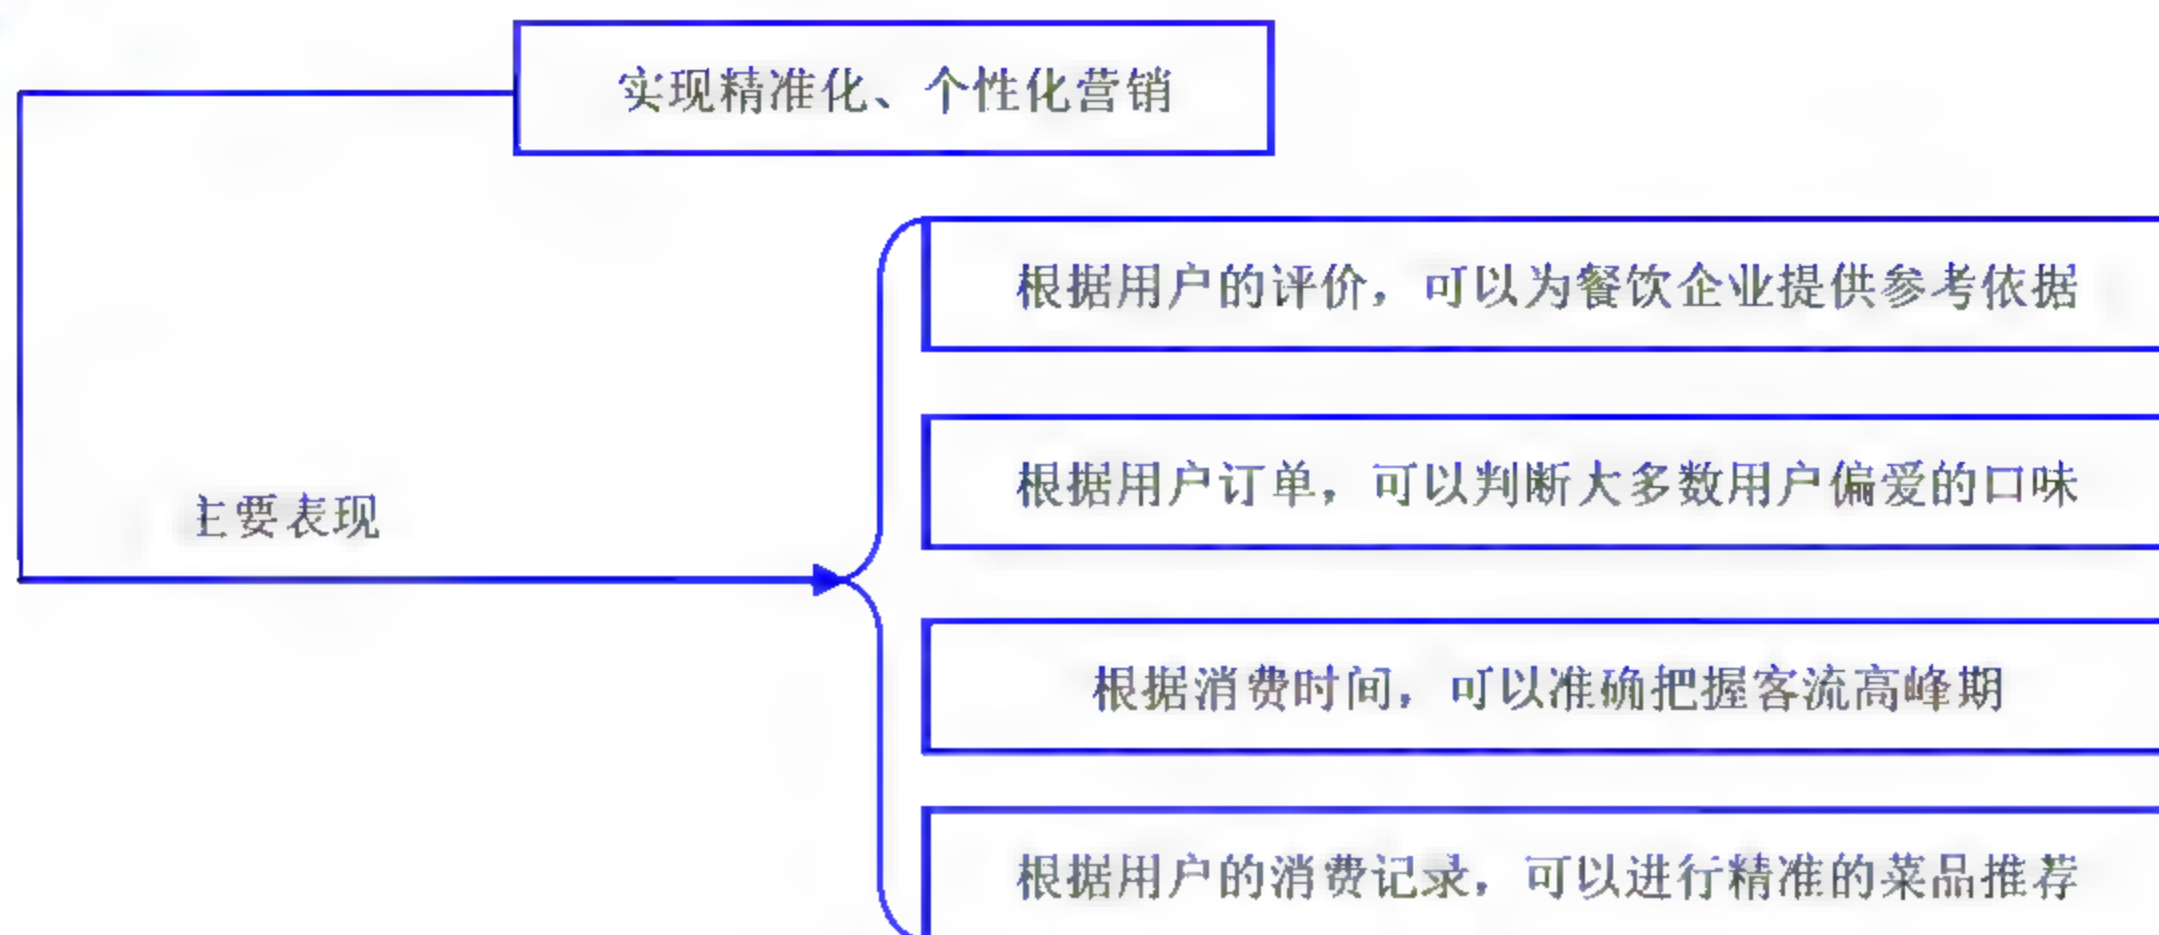 实现精准化、个性化营销
根据用户的评价，可以为餐饮企业提供参考依据
根据用户订单，可以判断大多数用户偏爱的口味
主要表现
根据消费时间，可以准确把握客流高峰期
根据用户的消费记录，可以进行精准的菜品推荐